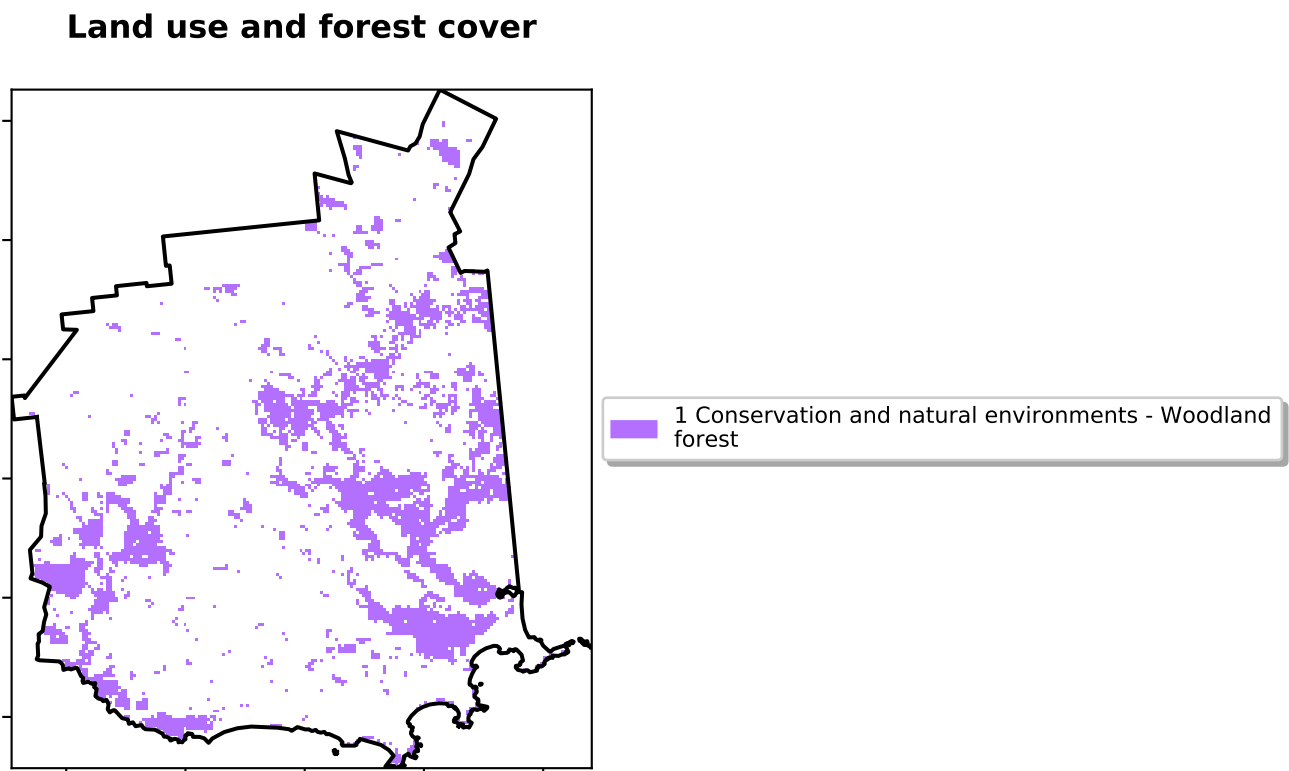 Land use and forest cover
1 Conservation and natural environments - Woodland
forest